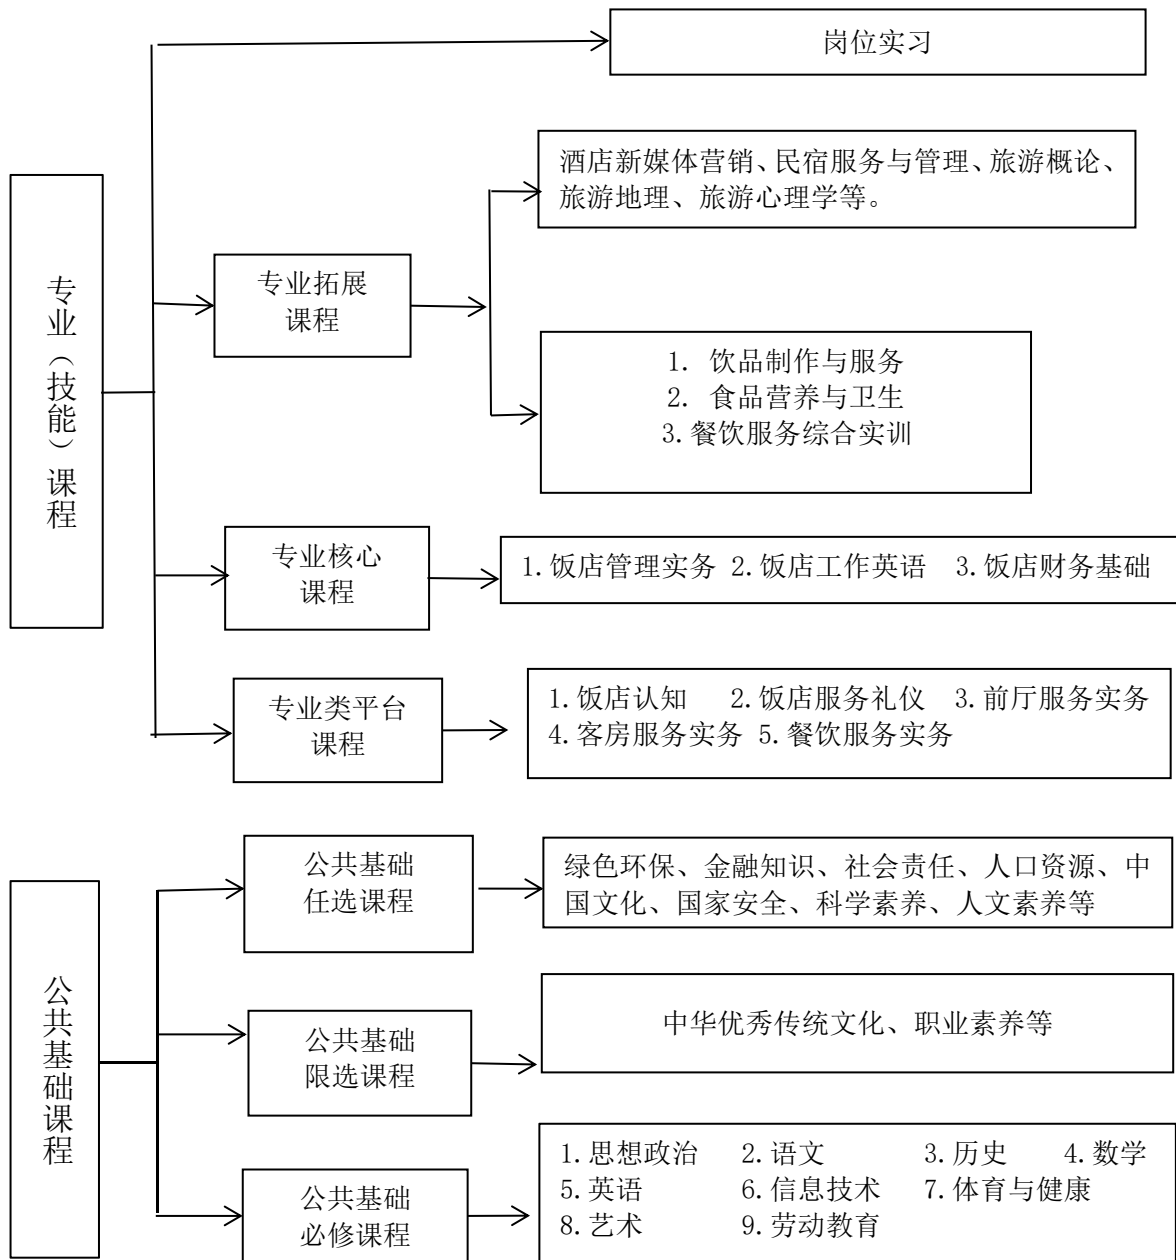 岗位实习
酒店新媒体营销、民宿服务与管理、旅游概论、
旅游地理、旅游心理学等。
专业（技能）课程
专业拓展
课程
1. 饮品制作与服务
2. 食品营养与卫生
3.餐饮服务综合实训
专业核心
课程
1.饭店管理实务 2.饭店工作英语 3.饭店财务基础
专业类平台
课程
1.饭店认知 2.饭店服务礼仪 3.前厅服务实务
4.客房服务实务 5.餐饮服务实务
公共基础课程
公共基础
任选课程
绿色环保、金融知识、社会责任、人口资源、中
国文化、国家安全、科学素养、人文素养等
公共基础
限选课程
中华优秀传统文化、职业素养等
公共基础
必修课程
1.思想政治 2.语文 3.历史 4.数学
5.英语 6.信息技术 7.体育与健康
8.艺术 9.劳动教育